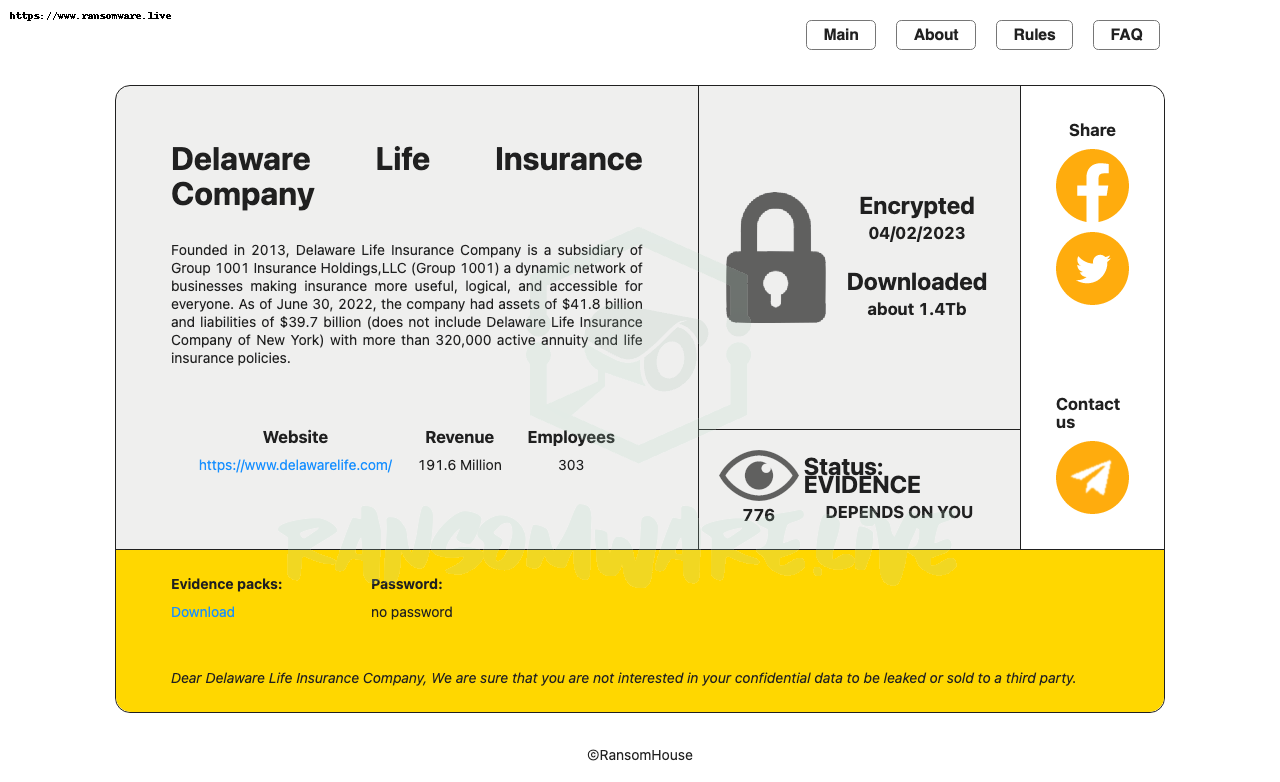 https://www.ransomware.live
Main About Rules FAQ
Delaware Life Insurance
Company
Founded in 2013, Delaware Life Insurance Company is a subsidiary of
Group 1001 Insurance Holdings,LLC (Group 1001) a dynamic network of
businesses making insurance more useful, logical, and accessible for
everyone. As of June 30, 2022, the company had assets of $41.8 billion
and liabilities of $39.7 billion (does not include Delaware Life Insurance
Company of New York) with more than 320,000 active annuity and life
insurance policies.
Website Revenue Employees
https://www.delawarelife.com/ 191.6 Million 303
Encrypted
04/02/2023
Downloaded
about 1.4Tb
Status:
EVIDENCE
776 DEPENDS ON YOU
Share
Contact
us
RANSOMWARE.LIVE
Evidence packs: Password:
Download no password
Dear Delaware Life Insurance Company, We are sure that you are not interested in your confidential data to be leaked or sold to a third party.
©RansomHouse